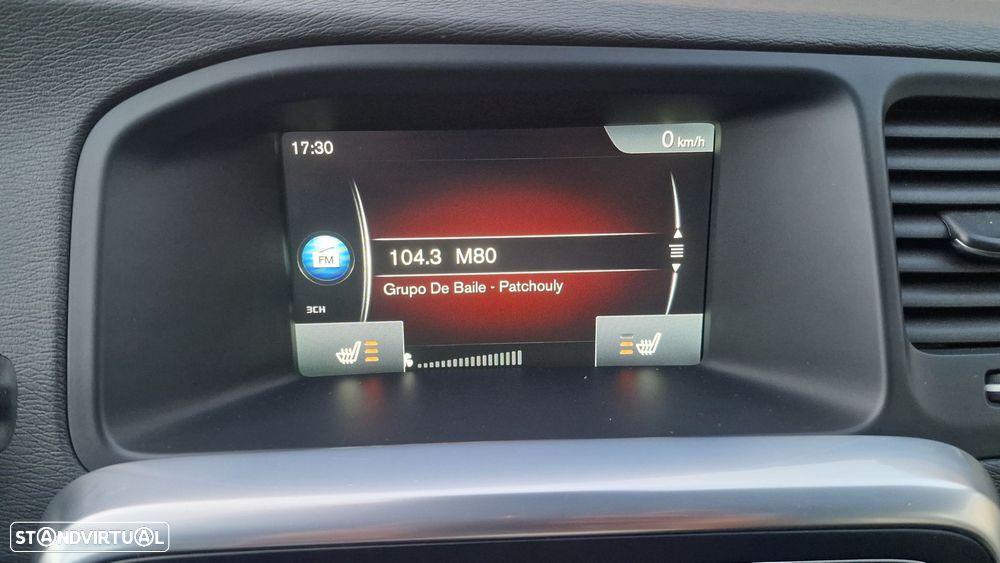 17:30
0 km/h
FM
104.3 M80
Grupo De Baile - Patchouly
3CH
STANDVIRTUAL